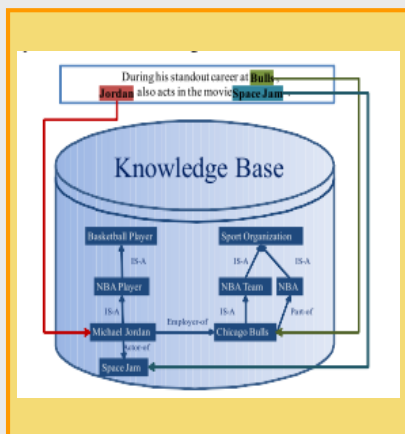 During his standout career at Bulls,
Jordan also acts in the movie Space Jam.
Knowledge Base
Basketball Player
Sport Organization
IS-A
IS-A
IS-A
NBA Player
NBA Team
NBA
IS-A
IS-A
Part-of
Employer-of
Michael Jordan
Chicago Bulls
Actor-of
Space Jam